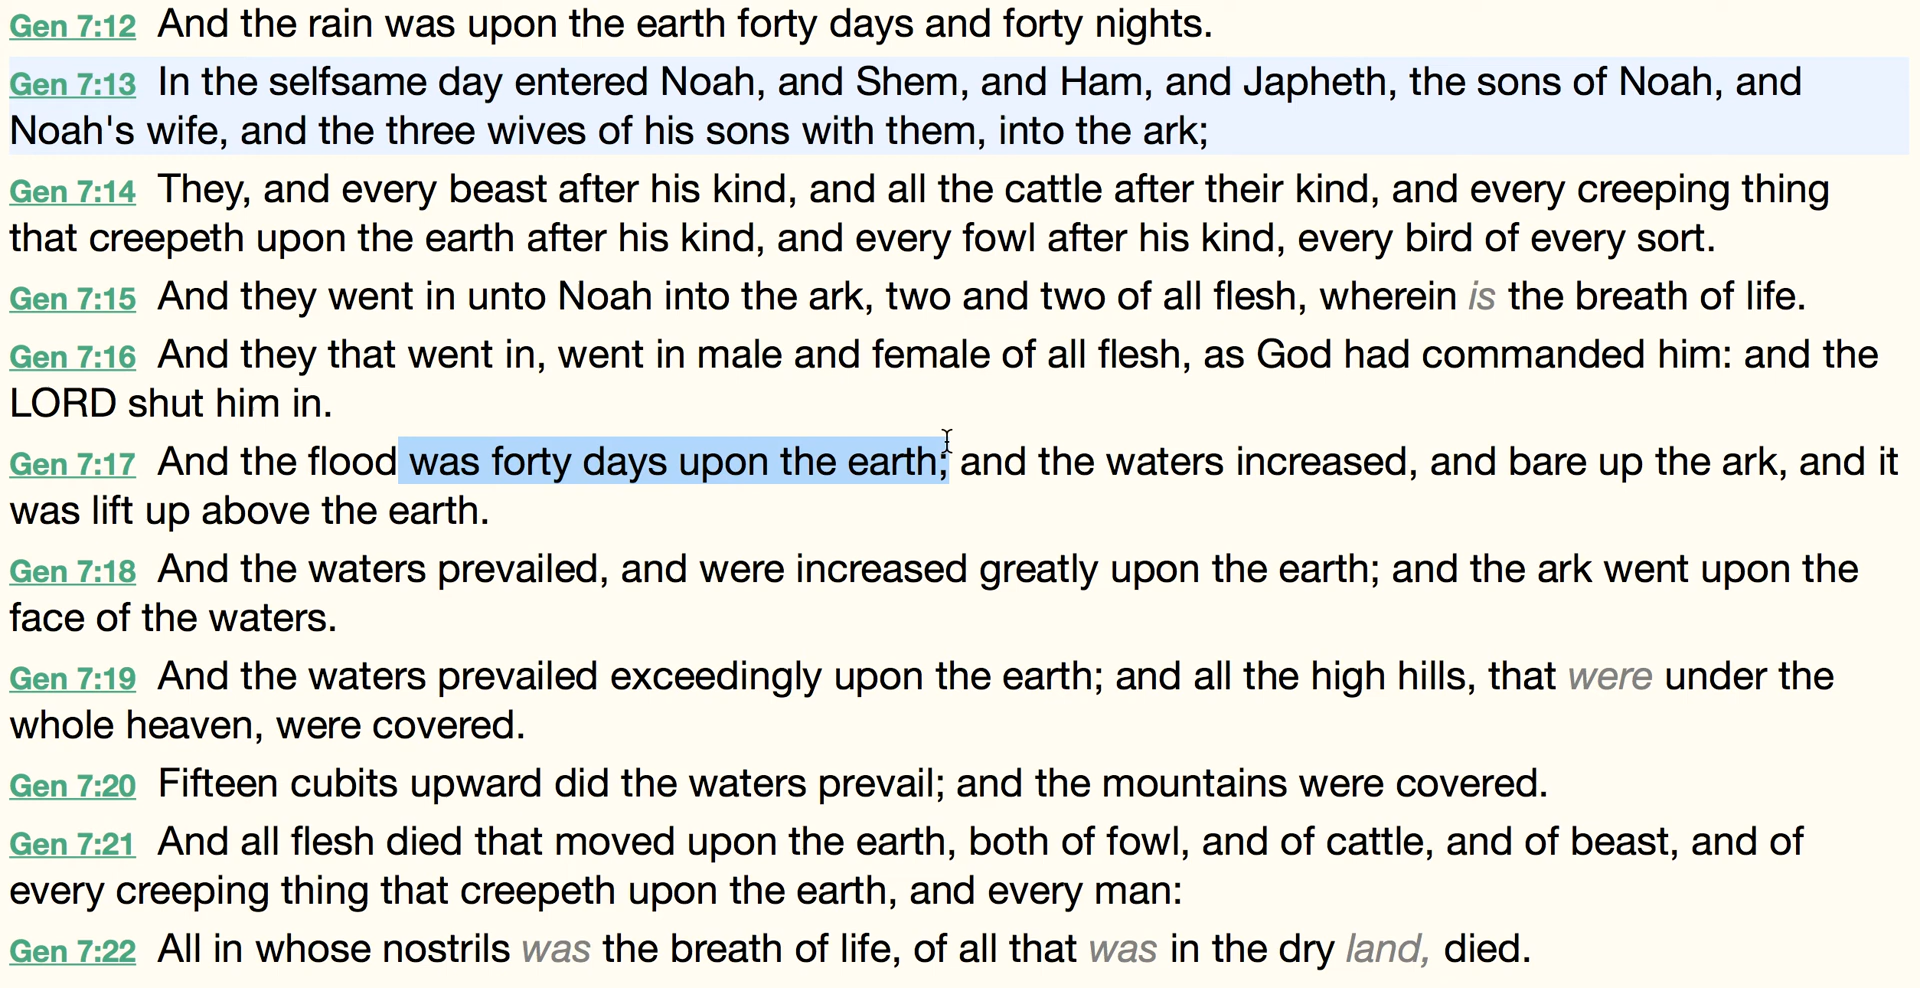 Gen 7:12 And the rain was upon the earth forty days and forty nights.
Gen 7:13 In the selfsame day entered Noah, and Shem, and Ham, and Japheth, the sons of Noah, and
Noah's wife, and the three wives of his sons with them, into the ark;
Gen 7:14 They, and every beast after his kind, and all the cattle after their kind, and every creeping thing
that creepeth upon the earth after his kind, and every fowl after his kind, every bird of every sort.
Gen 7:15 And they went in unto Noah into the ark, two and two of all flesh, wherein is the breath of life.
Gen 7:16 And they that went in, went in male and female of all flesh, as God had commanded him: and the
LORD shut him in.
Gen 7:17 And the flood was forty days upon the earth; and the waters increased, and bare up the ark, and it
was lift up above the earth.
Gen 7:18 And the waters prevailed, and were increased greatly upon the earth; and the ark went upon the
face of the waters.
Gen 7:19 And the waters prevailed exceedingly upon the earth; and all the high hills, that were under the
whole heaven, were covered.
Gen 7:20 Fifteen cubits upward did the waters prevail; and the mountains were covered.
Gen 7:21 And all flesh died that moved upon the earth, both of fowl, and of cattle, and of beast, and of
every creeping thing that creepeth upon the earth, and every man:
Gen 7:22 All in whose nostrils was the breath of life, of all that was in the dry land, died.